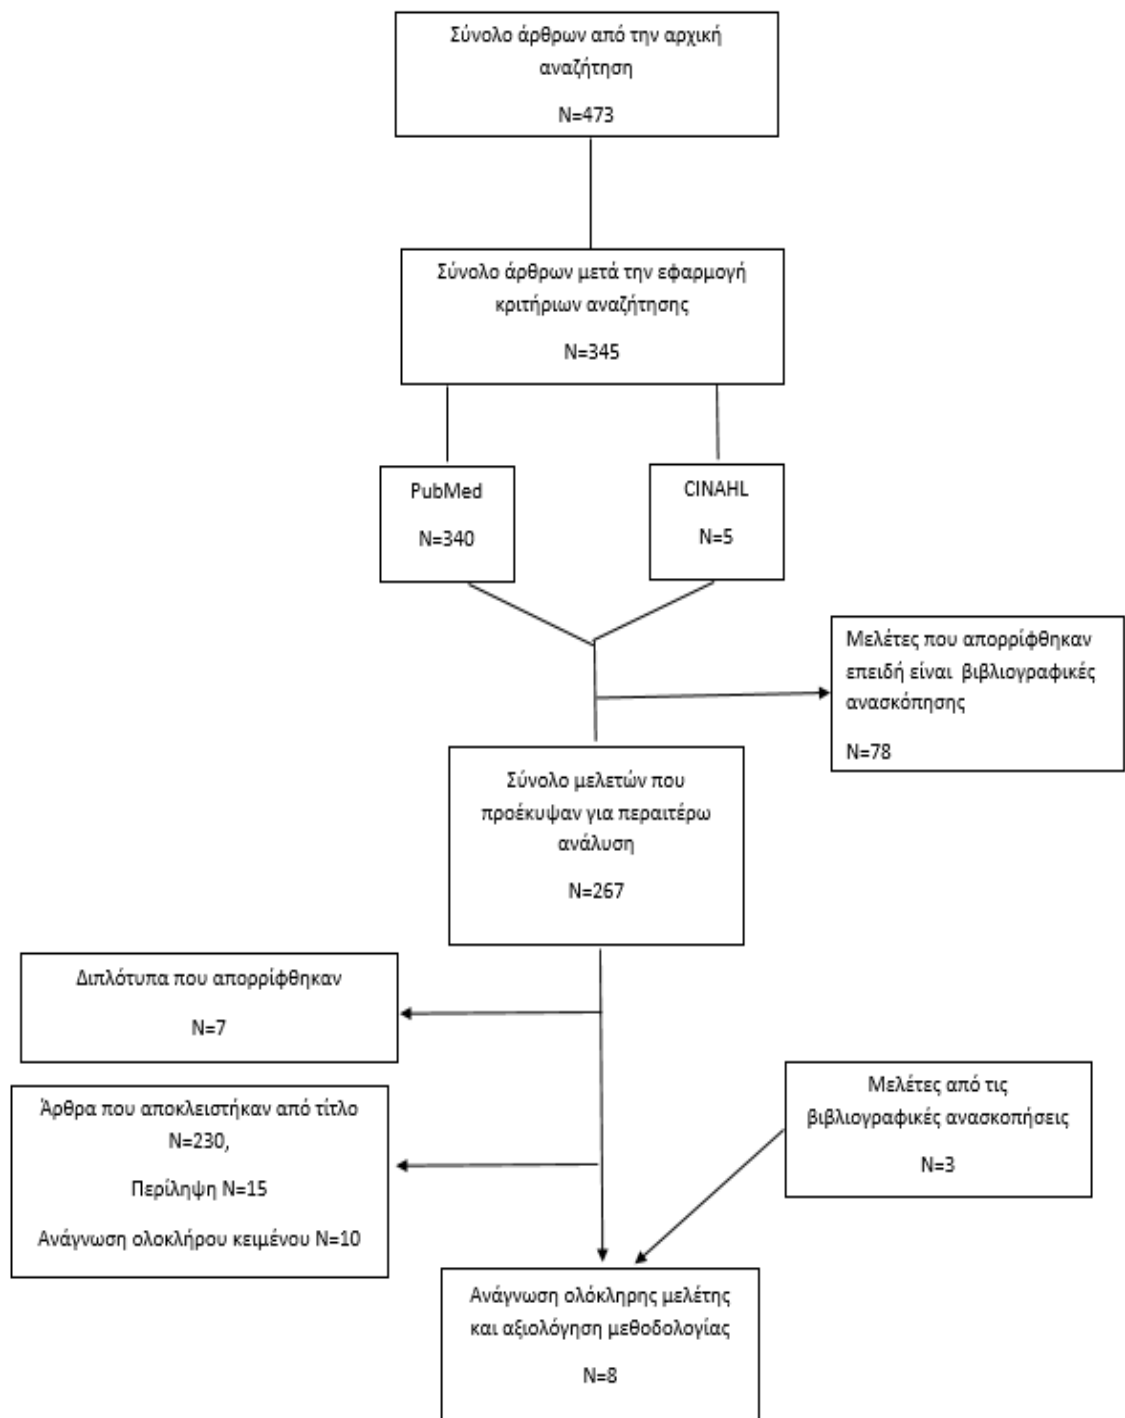 Σύνολο άρθρων από την αρχική
αναζήτηση
N=473
Σύνολο άρθρων μετά την εφαρμογή
κριτήριων αναζήτησης
N=345
PubMed
N=340
CINAHL
N=5
Μελέτες που απορρίφθηκαν
επειδή είναι βιβλιογραφικές
ανασκόπησης
N=78
Σύνολο μελετών που
προέκυψαν για περαιτέρω
ανάλυση
N=267
Διπλότυπα που απορρίφθηκαν
N=7
Άρθρα που αποκλειστήκαν από τίτλο
N=230,
Περίληψη N=15
Ανάγνωση ολοκλήρου κειμένου N=10
Μελέτες από τις
βιβλιογραφικές ανασκοπήσεις
N=3
Ανάγνωση ολόκληρης μελέτης
και αξιολόγηση μεθοδολογίας
N=8